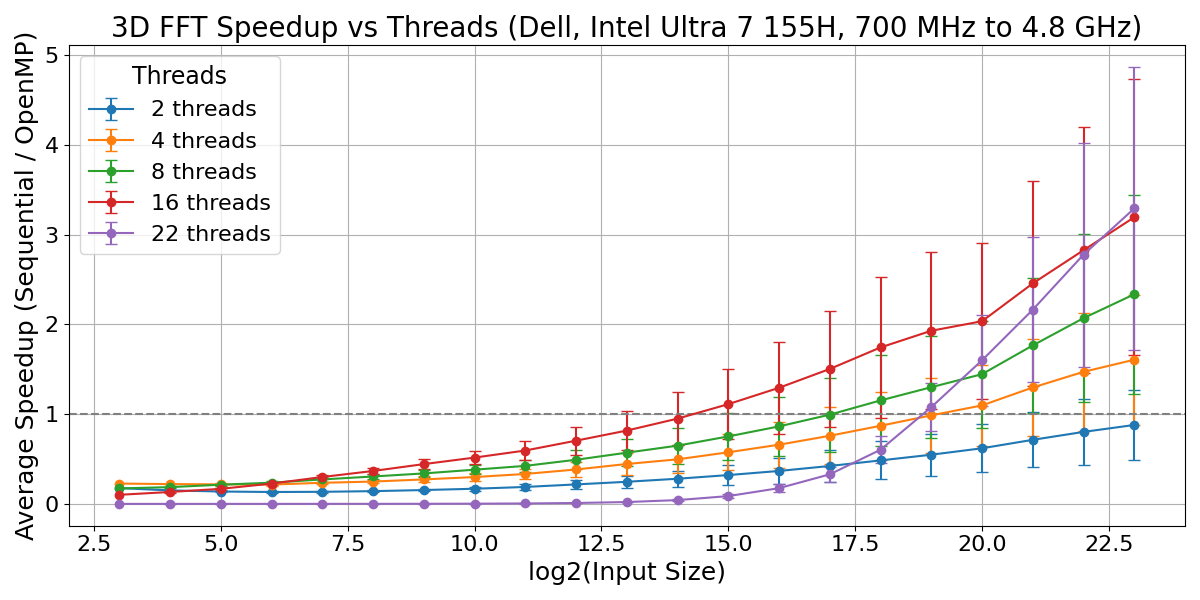 3D FFT Speedup vs Threads (Dell, Intel Ultra 7 155H, 700 MHz to 4.8 GHz)
Average Speedup (Sequential / OpenMP)
5
4
3
2
1
0
Threads
2 threads
4 threads
8 threads
16 threads
22 threads
2.5 5.0 7.5 10.0 12.5 15.0 17.5 20.0 22.5
log2(Input Size)